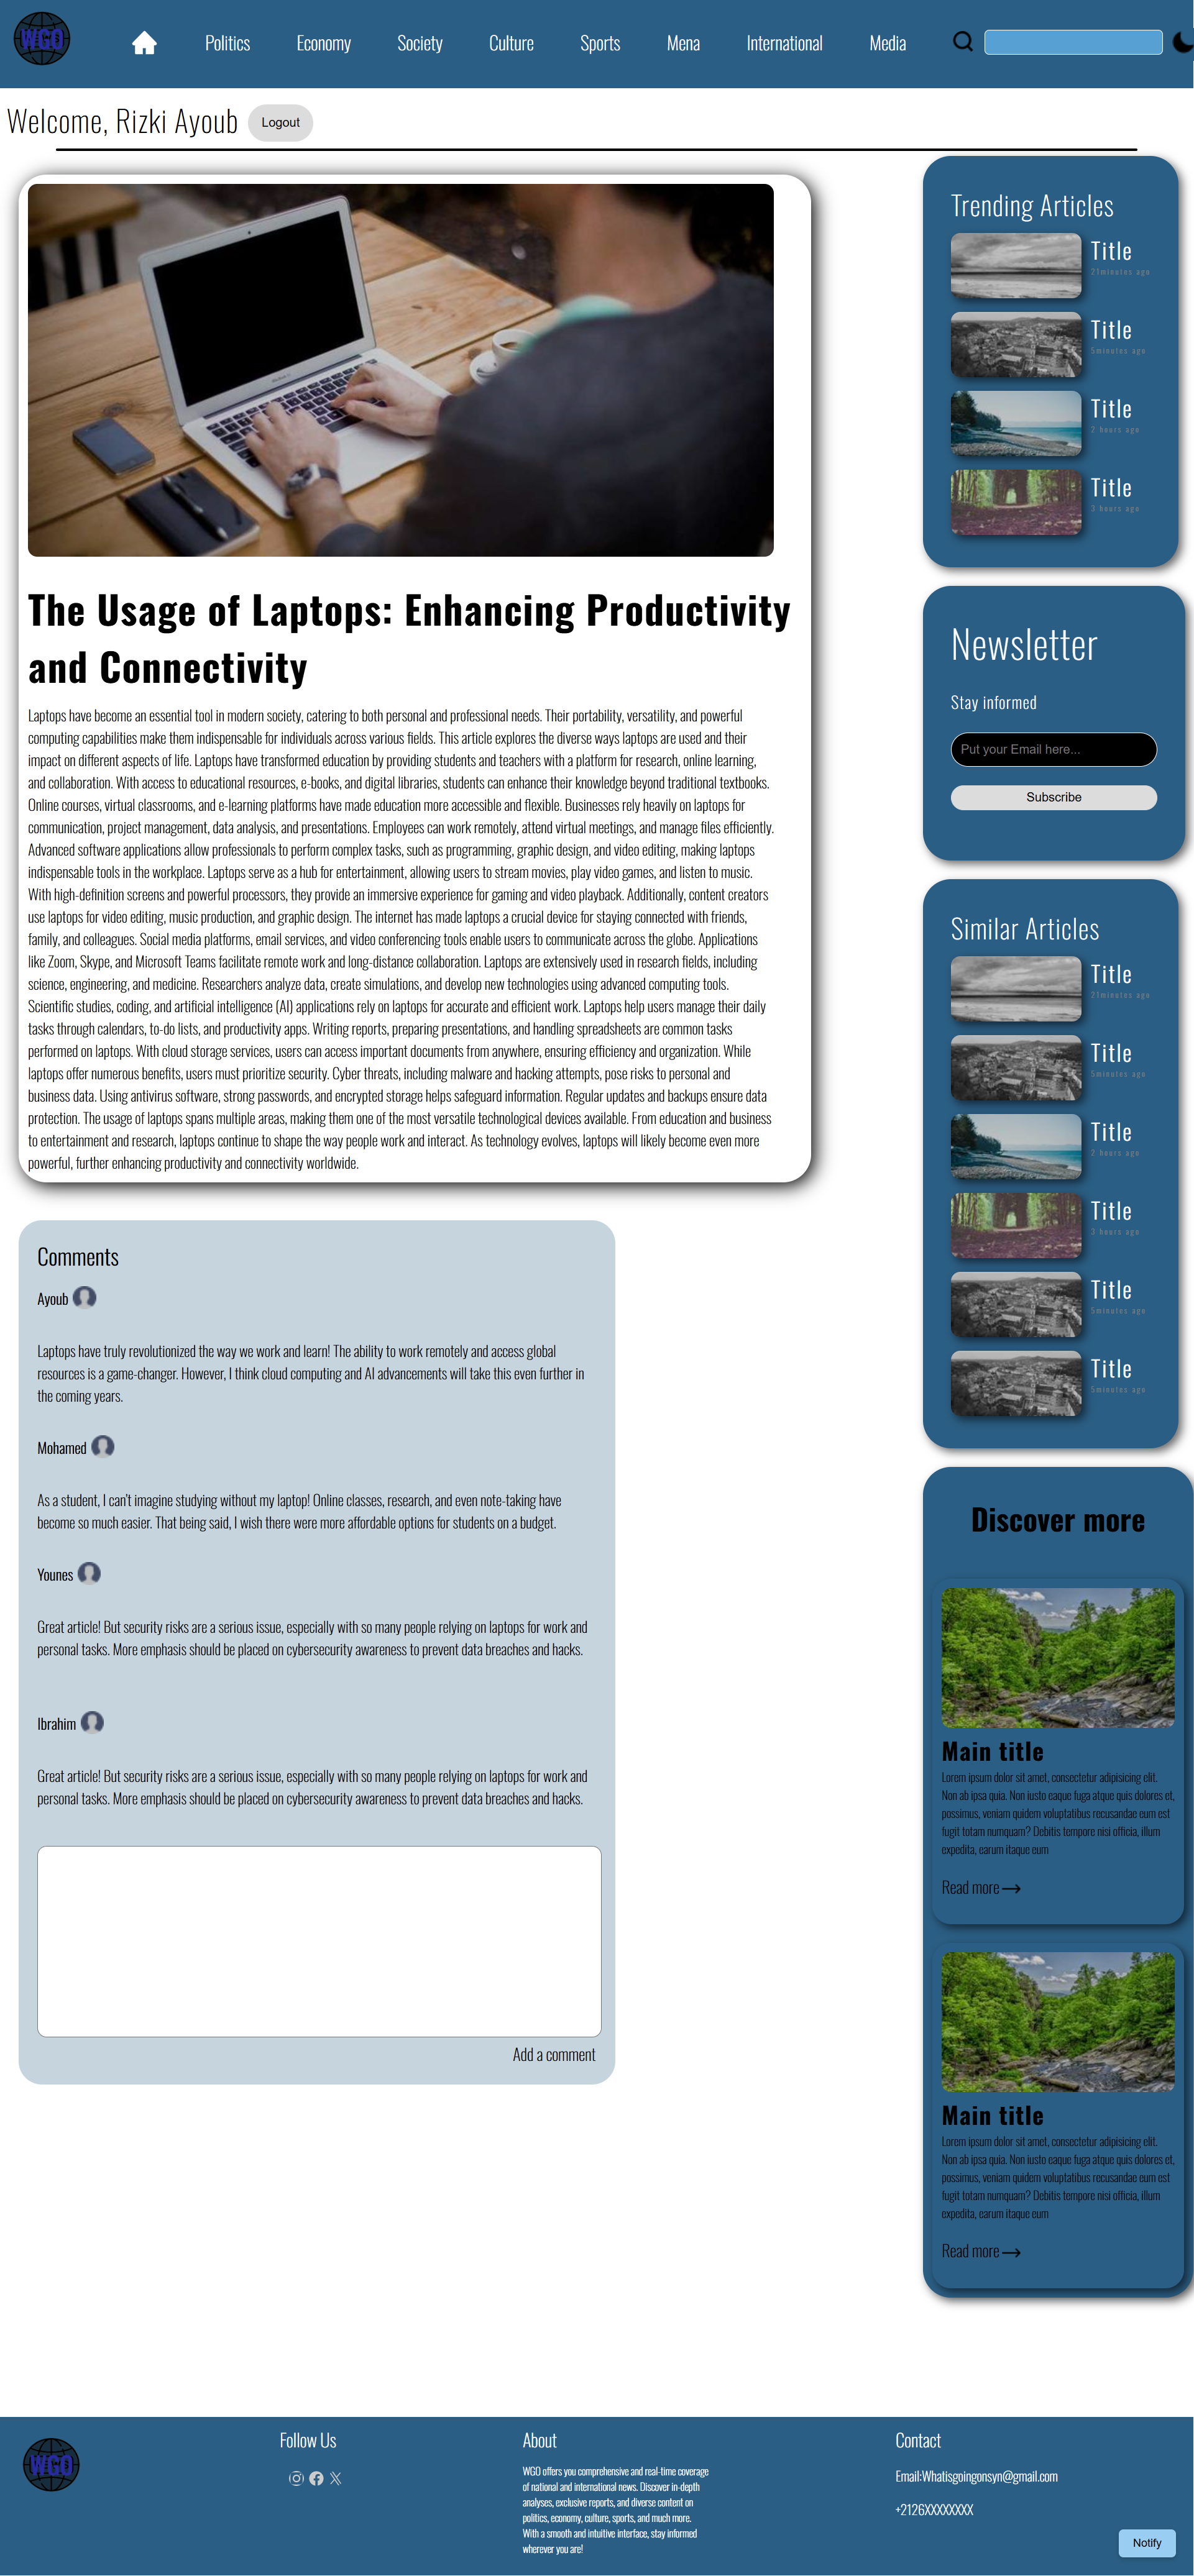 WGO
Politics
Economy
Society
Culture
Sports
Mena
International
Media
Welcome, Rizki Ayoub
Logout
The Usage of Laptops: Enhancing Productivity
and Connectivity
Laptops have become an essential tool in modern society, catering to both personal and professional needs. Their portability, versatility, and powerful
computing capabilities make them indispensable for individuals across various fields. This article explores the diverse ways laptops are used and their
impact on different aspects of life. Laptops have transformed education by providing students and teachers with a platform for research, online learning,
and collaboration. With access to educational resources, e-books, and digital libraries, students can enhance their knowledge beyond traditional textbooks.
Online courses, virtual classrooms, and e-learning platforms have made education more accessible and flexible. Businesses rely heavily on laptops for
communication, project management, data analysis, and presentations. Employees can work remotely, attend virtual meetings, and manage files efficiently.
Advanced software applications allow professionals to perform complex tasks, such as programming, graphic design, and video editing, making laptops
indispensable tools in the workplace. Laptops serve as a hub for entertainment, allowing users to stream movies, play video games, and listen to music.
With high-definition screens and powerful processors, they provide an immersive experience for gaming and video playback. Additionally, content creators
use laptops for video editing, music production, and graphic design. The internet has made laptops a crucial device for staying connected with friends,
family, and colleagues. Social media platforms, email services, and video conferencing tools enable users to communicate across the globe. Applications
like Zoom, Skype, and Microsoft Teams facilitate remote work and long-distance collaboration. Laptops are extensively used in research fields, including
science, engineering, and medicine. Researchers analyze data, create simulations, and develop new technologies using advanced computing tools.
Scientific studies, coding, and artificial intelligence (AI) applications rely on laptops for accurate and efficient work. Laptops help users manage their daily
tasks through calendars, to-do lists, and productivity apps. Writing reports, preparing presentations, and handling spreadsheets are common tasks
performed on laptops. With cloud storage services, users can access important documents from anywhere, ensuring efficiency and organization. While
laptops offer numerous benefits, users must prioritize security. Cyber threats, including malware and hacking attempts, pose risks to personal and
business data. Using antivirus software, strong passwords, and encrypted storage helps safeguard information. Regular updates and backups ensure data
protection. The usage of laptops spans multiple areas, making them one of the most versatile technological devices available. From education and business
to entertainment and research, laptops continue to shape the way people work and interact. As technology evolves, laptops will likely become even more
powerful, further enhancing productivity and connectivity worldwide.
Comments
Ayoub
Laptops have truly revolutionized the way we work and learn! The ability to work remotely and access global
resources is a game-changer. However, I think cloud computing and AI advancements will take this even further in
the coming years.
Mohamed
As a student, I can't imagine studying without my laptop! Online classes, research, and even note-taking have
become so much easier. That being said, I wish there were more affordable options for students on a budget.
Younes
Great article! But security risks are a serious issue, especially with so many people relying on laptops for work and
personal tasks. More emphasis should be placed on cybersecurity awareness to prevent data breaches and hacks.
Ibrahim
Great article! But security risks are a serious issue, especially with so many people relying on laptops for work and
personal tasks. More emphasis should be placed on cybersecurity awareness to prevent data breaches and hacks.
Add a comment
Trending Articles
Title
21minutes ago
Title
5minutes ago
Title
2 hours ago
Title
3 hours ago
Newsletter
Stay informed
Put your Email here...
Subscribe
Similar Articles
Title
21minutes ago
Title
5minutes ago
Title
2 hours ago
Title
3 hours ago
Title
5minutes ago
Title
5minutes ago
Discover more
Main title
Lorem ipsum dolor sit amet, consectetur adipisicing elit.
Non ab ipsa quia. Non iusto eaque fuga atque quis dolores et,
possimus, veniam quidem voluptatibus recusandae eum est
fugit totam numquam? Debitis tempore nisi officia, illum
expedita, earum itaque eum
Read more
Main title
Lorem ipsum dolor sit amet, consectetur adipisicing elit.
Non ab ipsa quia. Non iusto eaque fuga atque quis dolores et,
possimus, veniam quidem voluptatibus recusandae eum est
fugit totam numquam? Debitis tempore nisi officia, illum
expedita, earum itaque eum
Read more
WGO
Follow Us
About
WGO offers you comprehensive and real-time coverage
of national and international news. Discover in-depth
analyses, exclusive reports, and diverse content on
politics, economy, culture, sports, and much more.
With a smooth and intuitive interface, stay informed
wherever you are!
Contact
Email:Whatisgoingonsyn@gmail.com
+2126XXXXXXXX
Notify